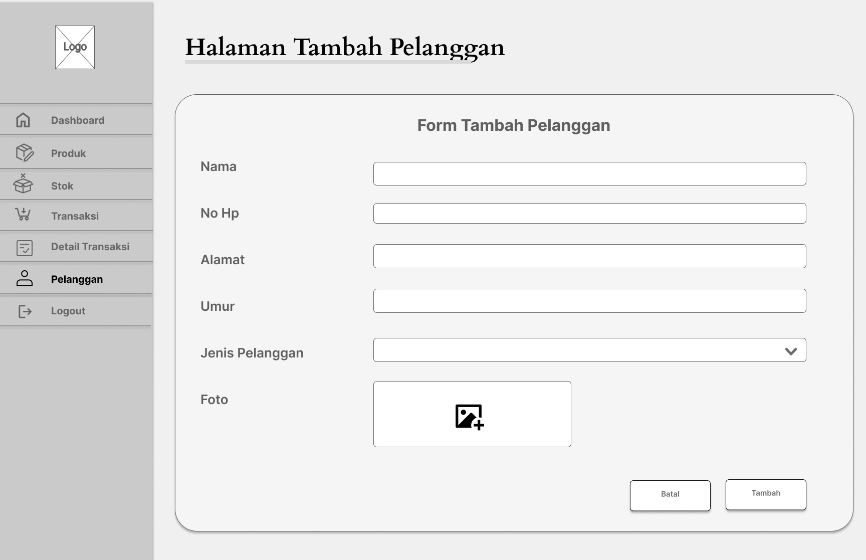 Logo
Dashboard
Produk
Stok
Transaksi
Detail Transaksi
Pelanggan
Logout
Halaman Tambah Pelanggan
Form Tambah Pelanggan
Nama
No Hp
Alamat
Umur
Jenis Pelanggan
Foto
Batal
Tambah